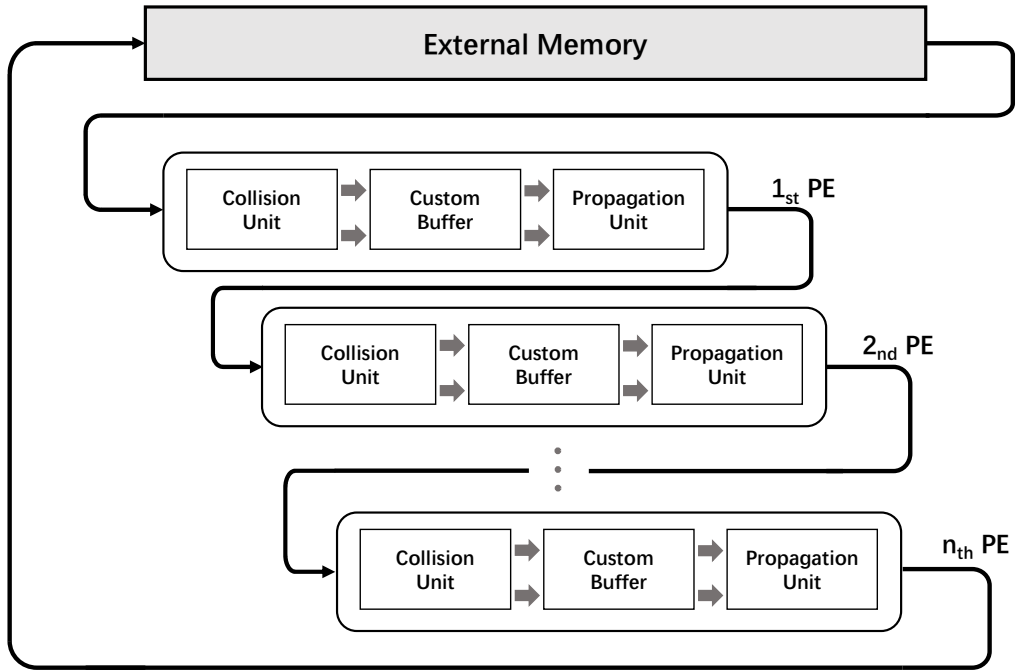 External Memory
Collision
Unit
Custom
Buffer
Propagation
Unit
1st PE
Collision
Unit
Custom
Buffer
Propagation
Unit
2nd PE
Collision
Unit
Custom
Buffer
Propagation
Unit
nth PE